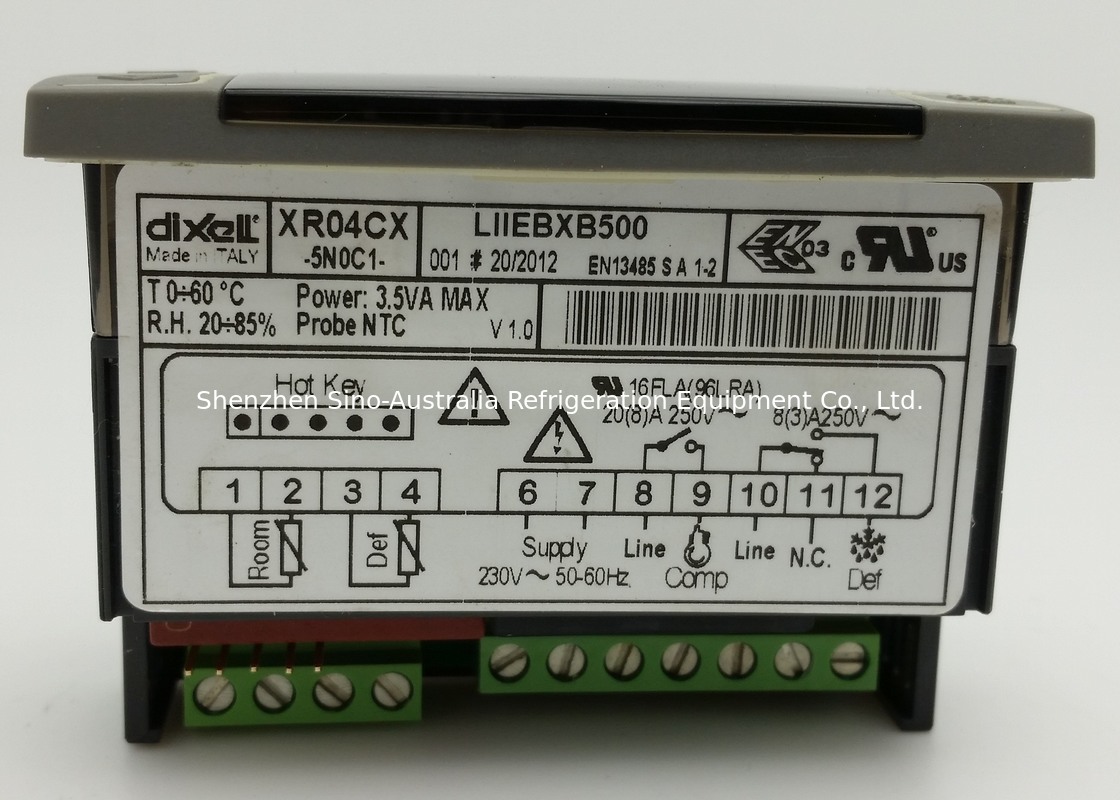 dixell®
Made in ITALY
XR04CX
-5N0C1-
LIIEBXB500
001 # 20/2012 EN13485 S A 1-2
ENEC 03
c RU® US
T 0÷60 °C Power: 3.5VA MAX
R.H. 20÷85% Probe NTC V 1.0
Hot Key
RU 16FLA(96LRA)
20(8)A 250V ~ 8(3)A250V ~
Shenzhen Sino-Australia Refrigeration Equipment Co., Ltd.
1 2 3 4 6 7 8 9 10 11 12
Room Def
Supply Line Line N.C.
230V ~ 50-60Hz Comp Def